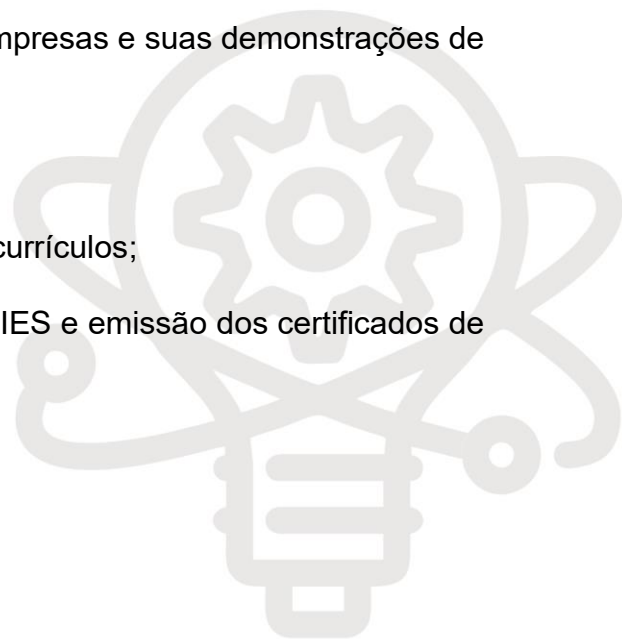 mpresas e suas demonstrações de
currículos;
IES e emissão dos certificados de